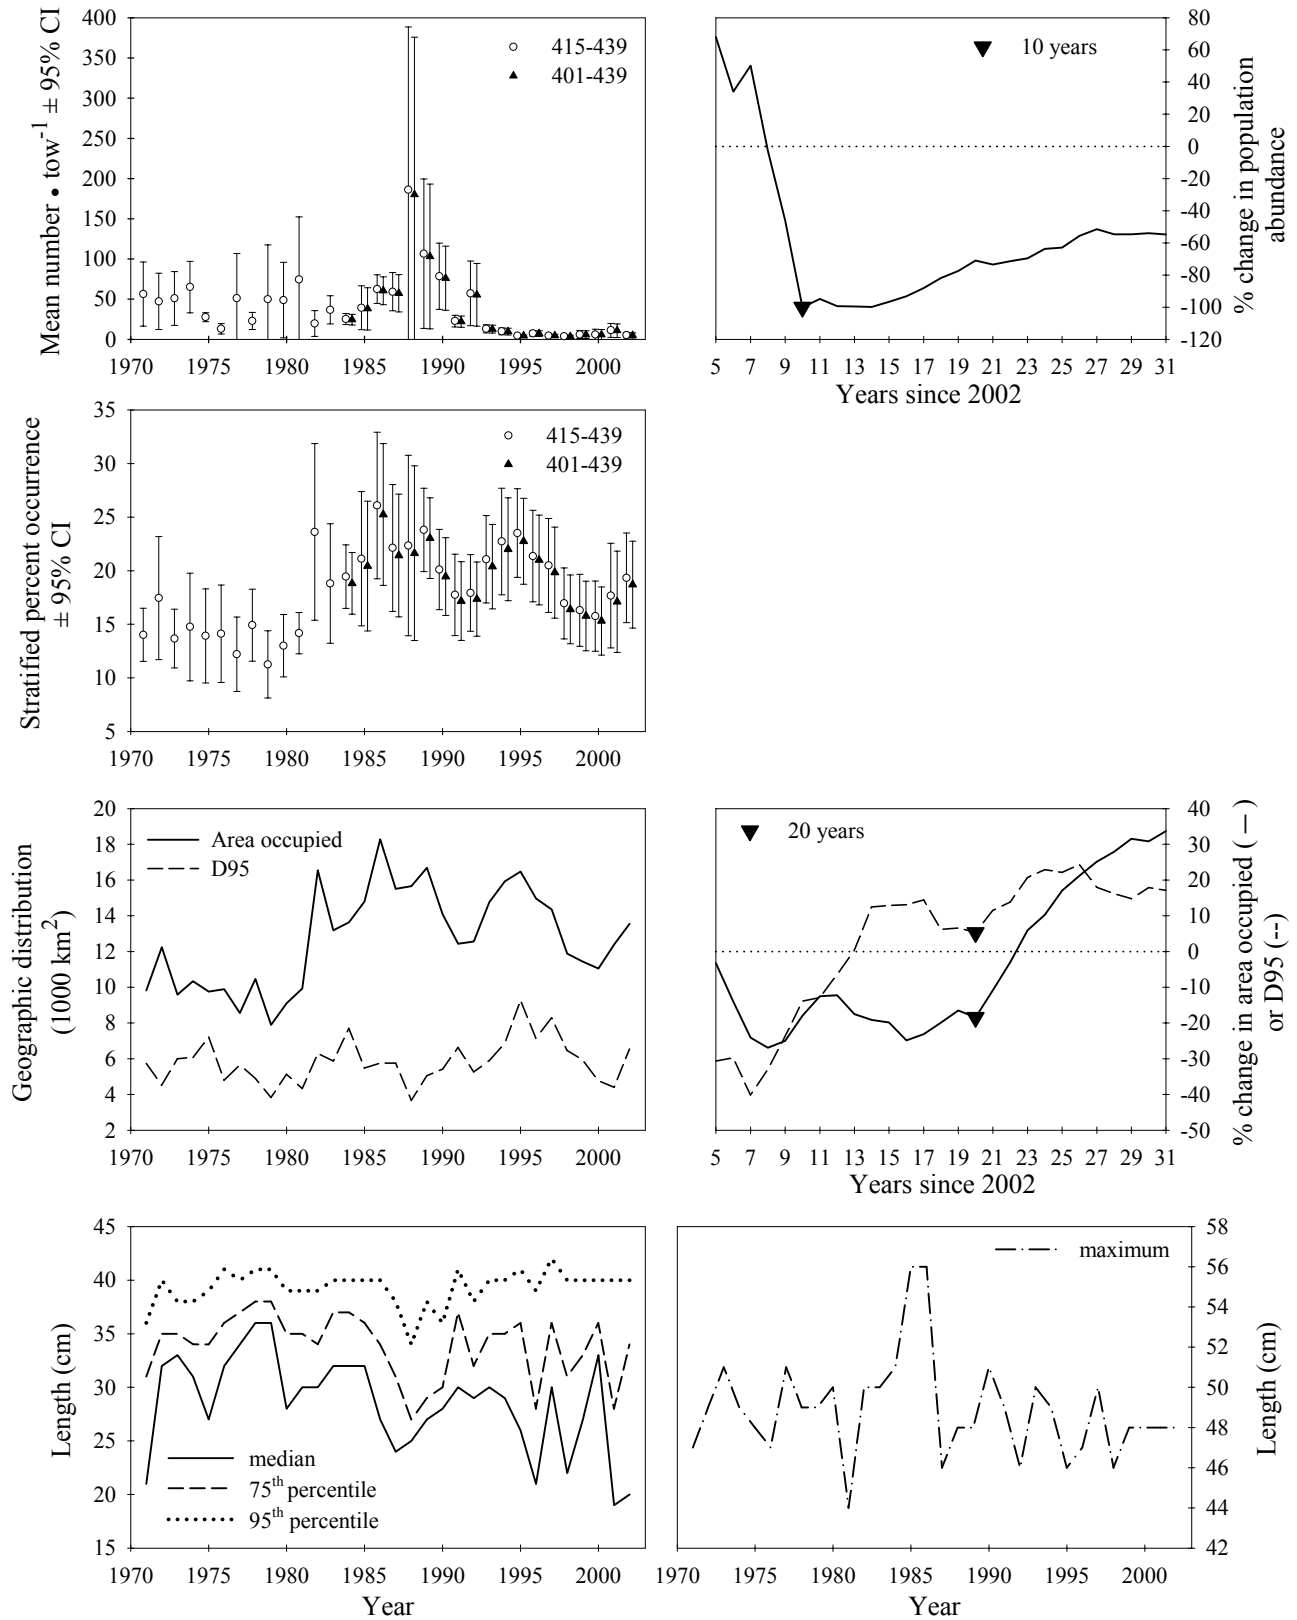 Mean number • tow-1 ± 95% CI
400
350
300
250
200
150
100
50
0
415-439
401-439
1970 1975 1980 1985 1990 1995 2000
10 years
80
60
40
20
0
-20
-40
-60
-80
-100
-120
% change in population
abundance
5 7 9 11 13 15 17 19 21 23 25 27 29 31
Years since 2002
Stratified percent occurrence
± 95% CI
35
30
25
20
15
10
5
415-439
401-439
1970 1975 1980 1985 1990 1995 2000
Geographic distribution
(1000 km2)
20
18
16
14
12
10
8
6
4
2
Area occupied
D95
1970 1975 1980 1985 1990 1995 2000
20 years
40
30
20
10
0
-10
-20
-30
-40
-50
% change in area occupied ( — )
or D95 (--)
5 7 9 11 13 15 17 19 21 23 25 27 29 31
Years since 2002
Length (cm)
45
40
35
30
25
20
15
median
75th percentile
95th percentile
1970 1975 1980 1985 1990 1995 2000
Year
maximum
58
56
54
52
50
48
46
44
42
Length (cm)
1970 1975 1980 1985 1990 1995 2000
Year